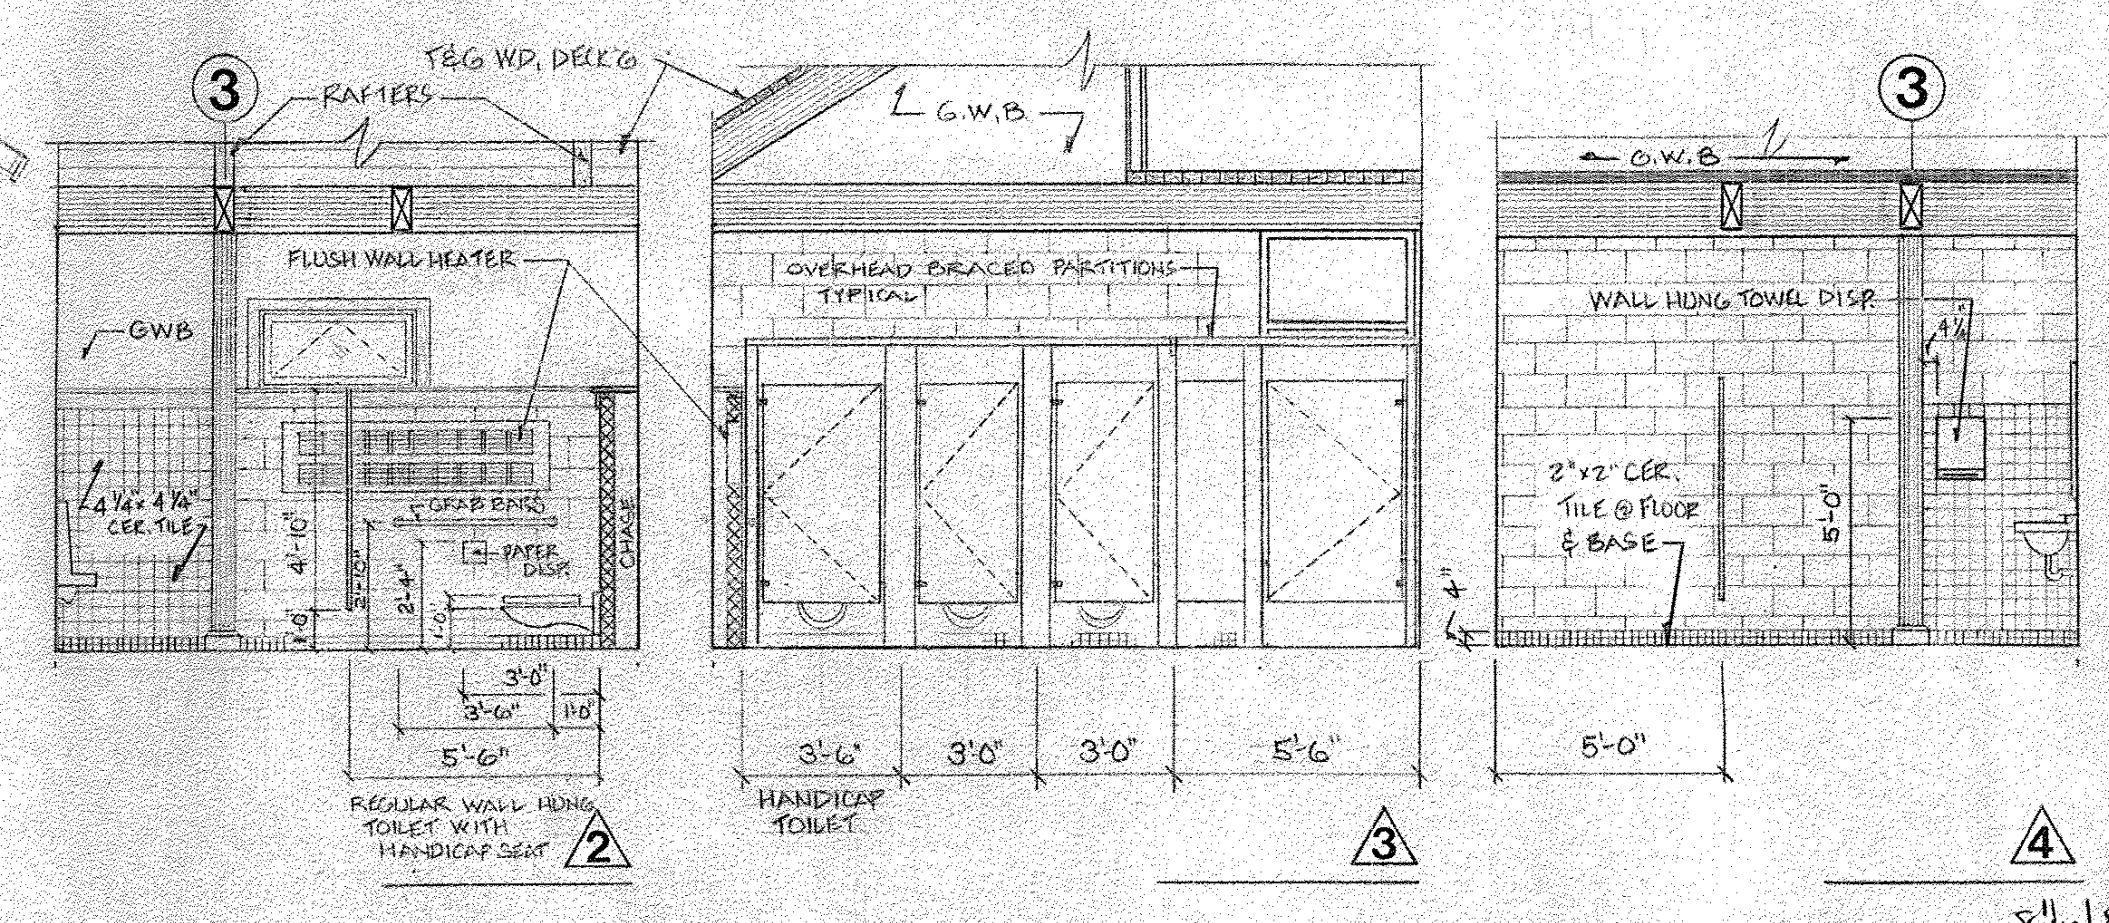 3
T&G WD. DECK'G
RAFTERS
FLUSH WALL HEATER
GWB
4 1/4" x 4 1/4"
CER. TILE
GRAB BARS
PAPER
DISP.
CHASE
4'-10"
1'-0"
2'-10"
2'-4"
1'-0"
3'-0"
3'-6"
1'-0"
5'-6"
REGULAR WALL HUNG
TOILET WITH
HANDICAP SEAT
2
G.W.B.
OVERHEAD BRACED PARTITIONS
TYPICAL
3'-6"
3'-0"
3'-0"
5'-6"
HANDICAP
TOILET
3
3
G.W.B
WALL HUNG TOWEL DISP.
4 1/2"
2"x2" CER.
TILE @ FLOOR
& BASE
5'-0"
4"
5'-0"
4